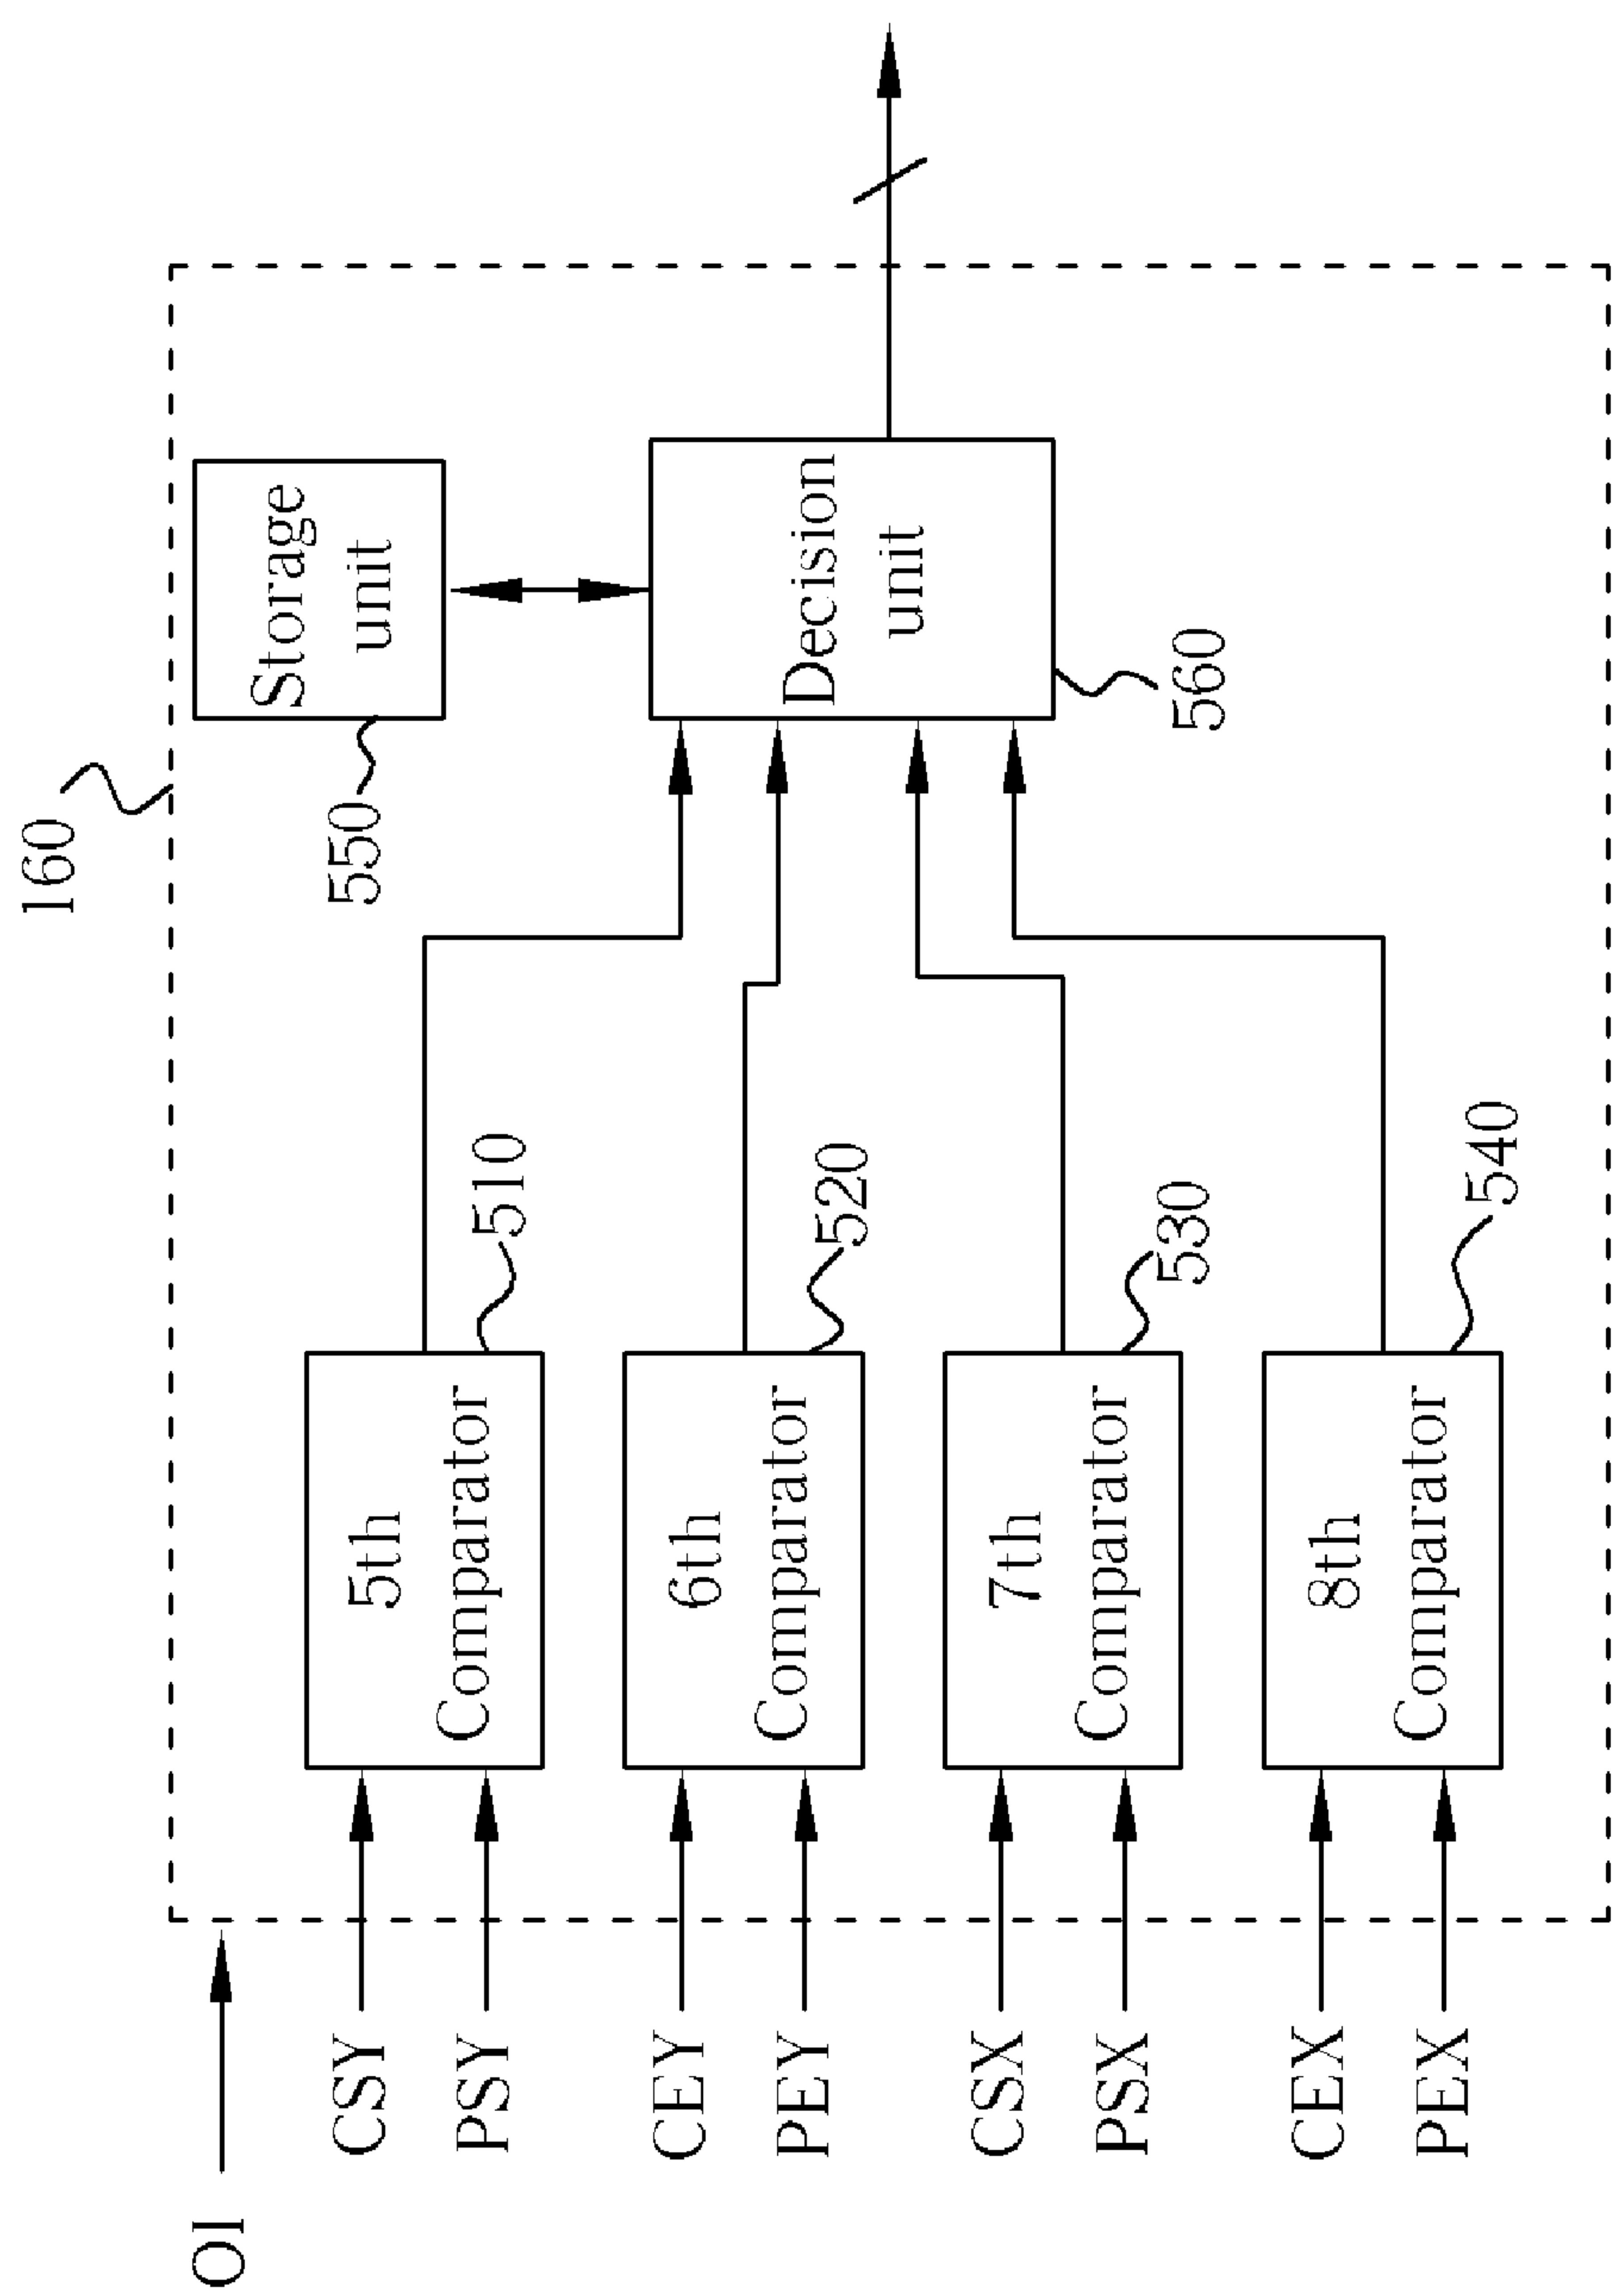 160
OI
CSY
PSY
5th
Comparator
510
CEY
PEY
6th
Comparator
520
CSX
PSX
7th
Comparator
530
CEX
PEX
8th
Comparator
540
550
Storage
unit
Decision
unit
560